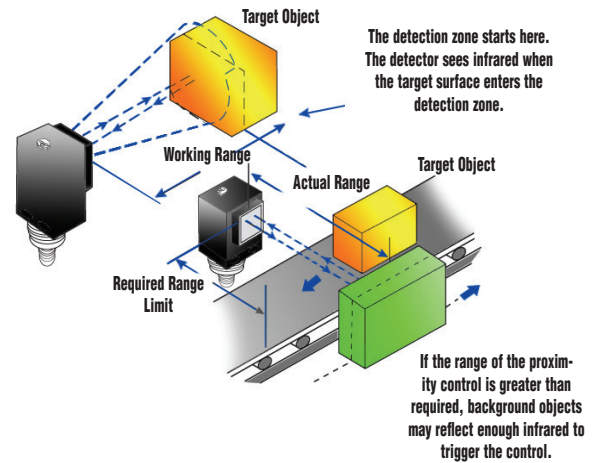 Target Object
The detection zone starts here.
The detector sees infrared when
the target surface enters the
detection zone.
Working Range
Actual Range
Target Object
Required Range
Limit
If the range of the proxim-
ity control is greater than
required, background objects
may reflect enough infrared to
trigger the control.